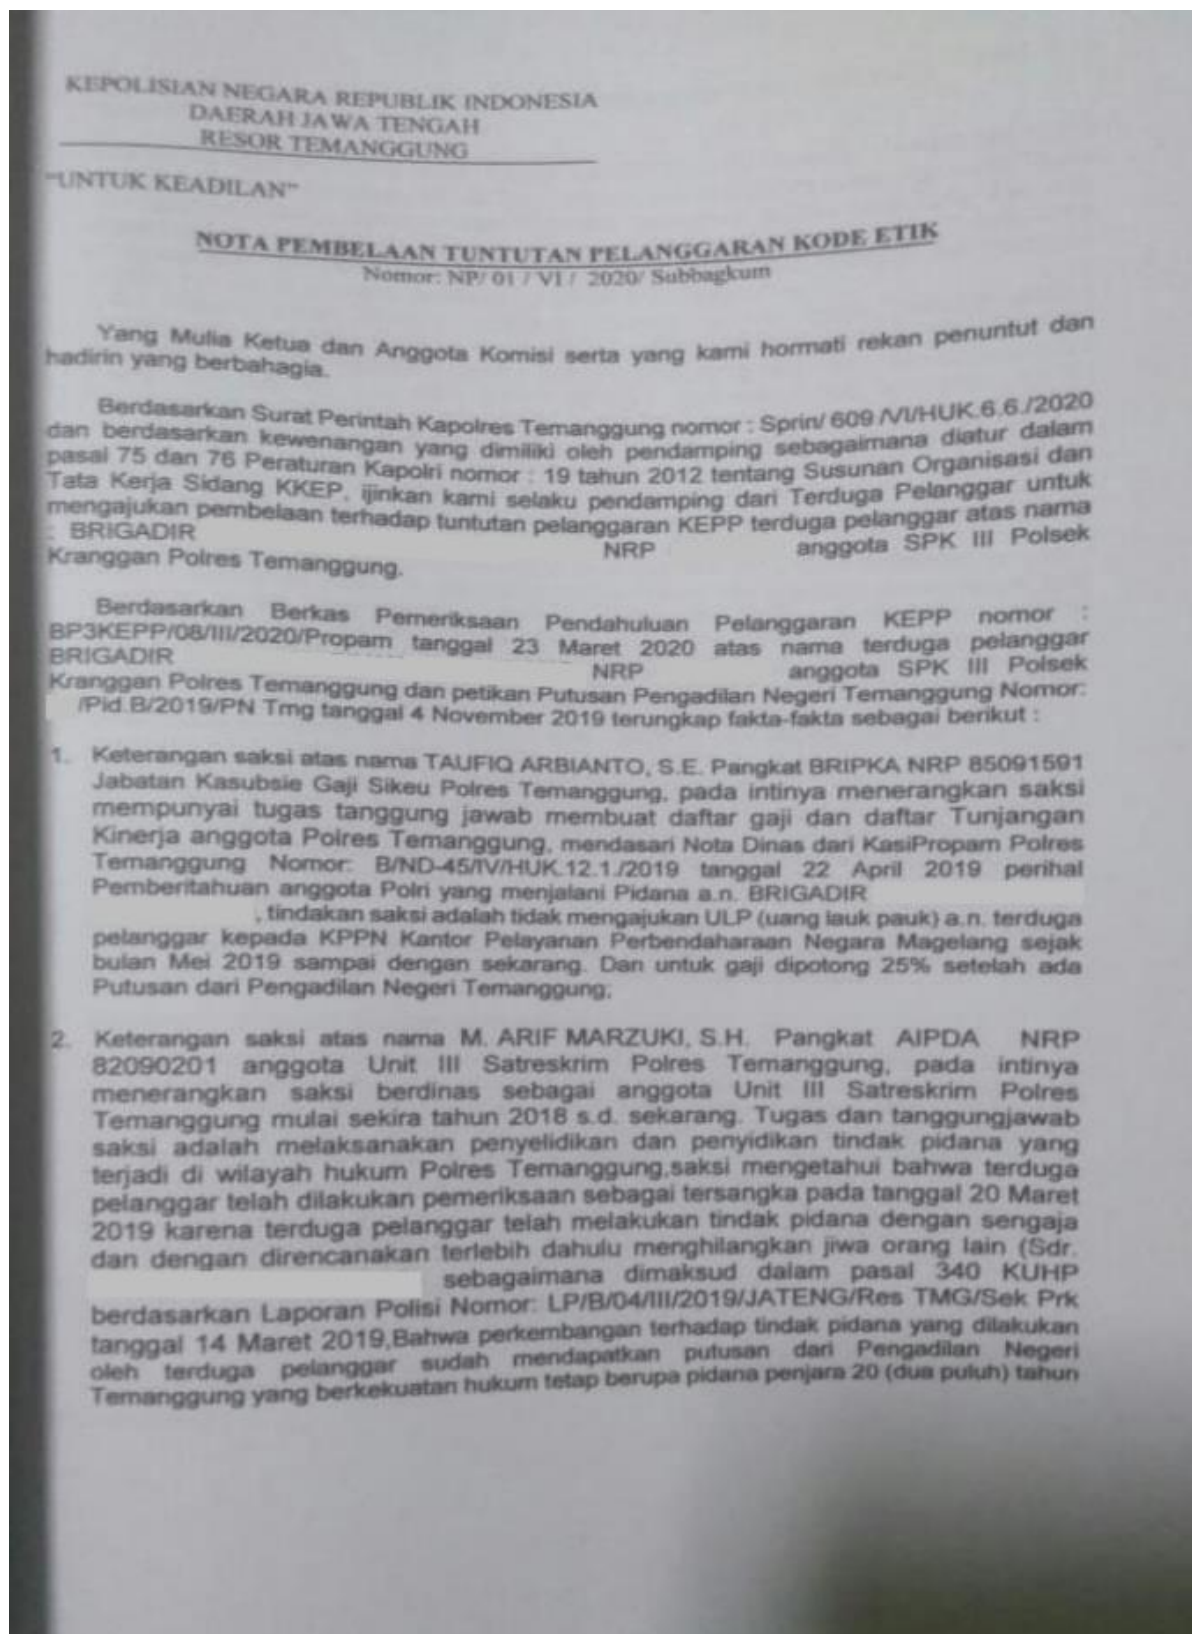 KEPOLISIAN NEGARA REPUBLIK INDONESIA
DAERAH JAWA TENGAH
RESOR TEMANGGUNG
"UNTUK KEADILAN"
NOTA PEMBELAAN TUNTUTAN PELANGGARAN KODE ETIK
Nomor: NP/ 01 / VI / 2020/ Subbagkum
Yang Mulia Ketua dan Anggota Komisi serta yang kami hormati rekan penuntut dan
hadirin yang berbahagia.
Berdasarkan Surat Perintah Kapolres Temanggung nomor : Sprin/ 609 /VI/HUK.6.6./2020
dan berdasarkan kewenangan yang dimiliki oleh pendamping sebagaimana diatur dalam
pasal 75 dan 76 Peraturan Kapolri nomor : 19 tahun 2012 tentang Susunan Organisasi dan
Tata Kerja Sidang KKEP, ijinkan kami selaku pendamping dari Terduga Pelanggar untuk
mengajukan pembelaan terhadap tuntutan pelanggaran KEPP terduga pelanggar atas nama
: BRIGADIR NRP anggota SPK III Polsek
Kranggan Polres Temanggung.
Berdasarkan Berkas Pemeriksaan Pendahuluan Pelanggaran KEPP nomor :
BP3KEPP/08/III/2020/Propam tanggal 23 Maret 2020 atas nama terduga pelanggar
BRIGADIR NRP anggota SPK III Polsek
Kranggan Polres Temanggung dan petikan Putusan Pengadilan Negeri Temanggung Nomor:
/Pid.B/2019/PN Tmg tanggal 4 November 2019 terungkap fakta-fakta sebagai berikut :
1. Keterangan saksi atas nama TAUFIQ ARBIANTO, S.E. Pangkat BRIPKA NRP 85091591
Jabatan Kasubsie Gaji Sikeu Polres Temanggung, pada intinya menerangkan saksi
mempunyai tugas tanggung jawab membuat daftar gaji dan daftar Tunjangan
Kinerja anggota Polres Temanggung, mendasari Nota Dinas dari KasiPropam Polres
Temanggung Nomor: B/ND-45/IV/HUK.12.1./2019 tanggal 22 April 2019 perihal
Pemberitahuan anggota Polri yang menjalani Pidana a.n. BRIGADIR
, tindakan saksi adalah tidak mengajukan ULP (uang lauk pauk) a.n. terduga
pelanggar kepada KPPN Kantor Pelayanan Perbendaharaan Negara Magelang sejak
bulan Mei 2019 sampai dengan sekarang. Dan untuk gaji dipotong 25% setelah ada
Putusan dari Pengadilan Negeri Temanggung;
2. Keterangan saksi atas nama M. ARIF MARZUKI, S.H. Pangkat AIPDA NRP
82090201 anggota Unit III Satreskrim Polres Temanggung, pada intinya
menerangkan saksi berdinas sebagai anggota Unit III Satreskrim Polres
Temanggung mulai sekira tahun 2018 s.d. sekarang. Tugas dan tanggungjawab
saksi adalah melaksanakan penyelidikan dan penyidikan tindak pidana yang
terjadi di wilayah hukum Polres Temanggung,saksi mengetahui bahwa terduga
pelanggar telah dilakukan pemeriksaan sebagai tersangka pada tanggal 20 Maret
2019 karena terduga pelanggar telah melakukan tindak pidana dengan sengaja
dan dengan direncanakan terlebih dahulu menghilangkan jiwa orang lain (Sdr.
sebagaimana dimaksud dalam pasal 340 KUHP
berdasarkan Laporan Polisi Nomor: LP/B/04/III/2019/JATENG/Res TMG/Sek Prk
tanggal 14 Maret 2019,Bahwa perkembangan terhadap tindak pidana yang dilakukan
oleh terduga pelanggar sudah mendapatkan putusan dari Pengadilan Negeri
Temanggung yang berkekuatan hukum tetap berupa pidana penjara 20 (dua puluh) tahun